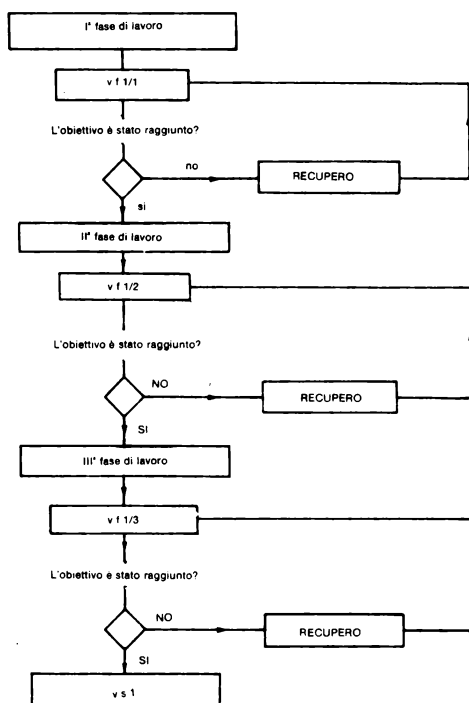 I* fase di lavoro
v f 1/1
L'obiettivo è stato raggiunto?
no
RECUPERO
si
II* fase di lavoro
v f 1/2
L'obiettivo è stato raggiunto?
NO
RECUPERO
SI
III* fase di lavoro
v f 1/3
L'obiettivo è stato raggiunto?
NO
RECUPERO
SI
v s 1